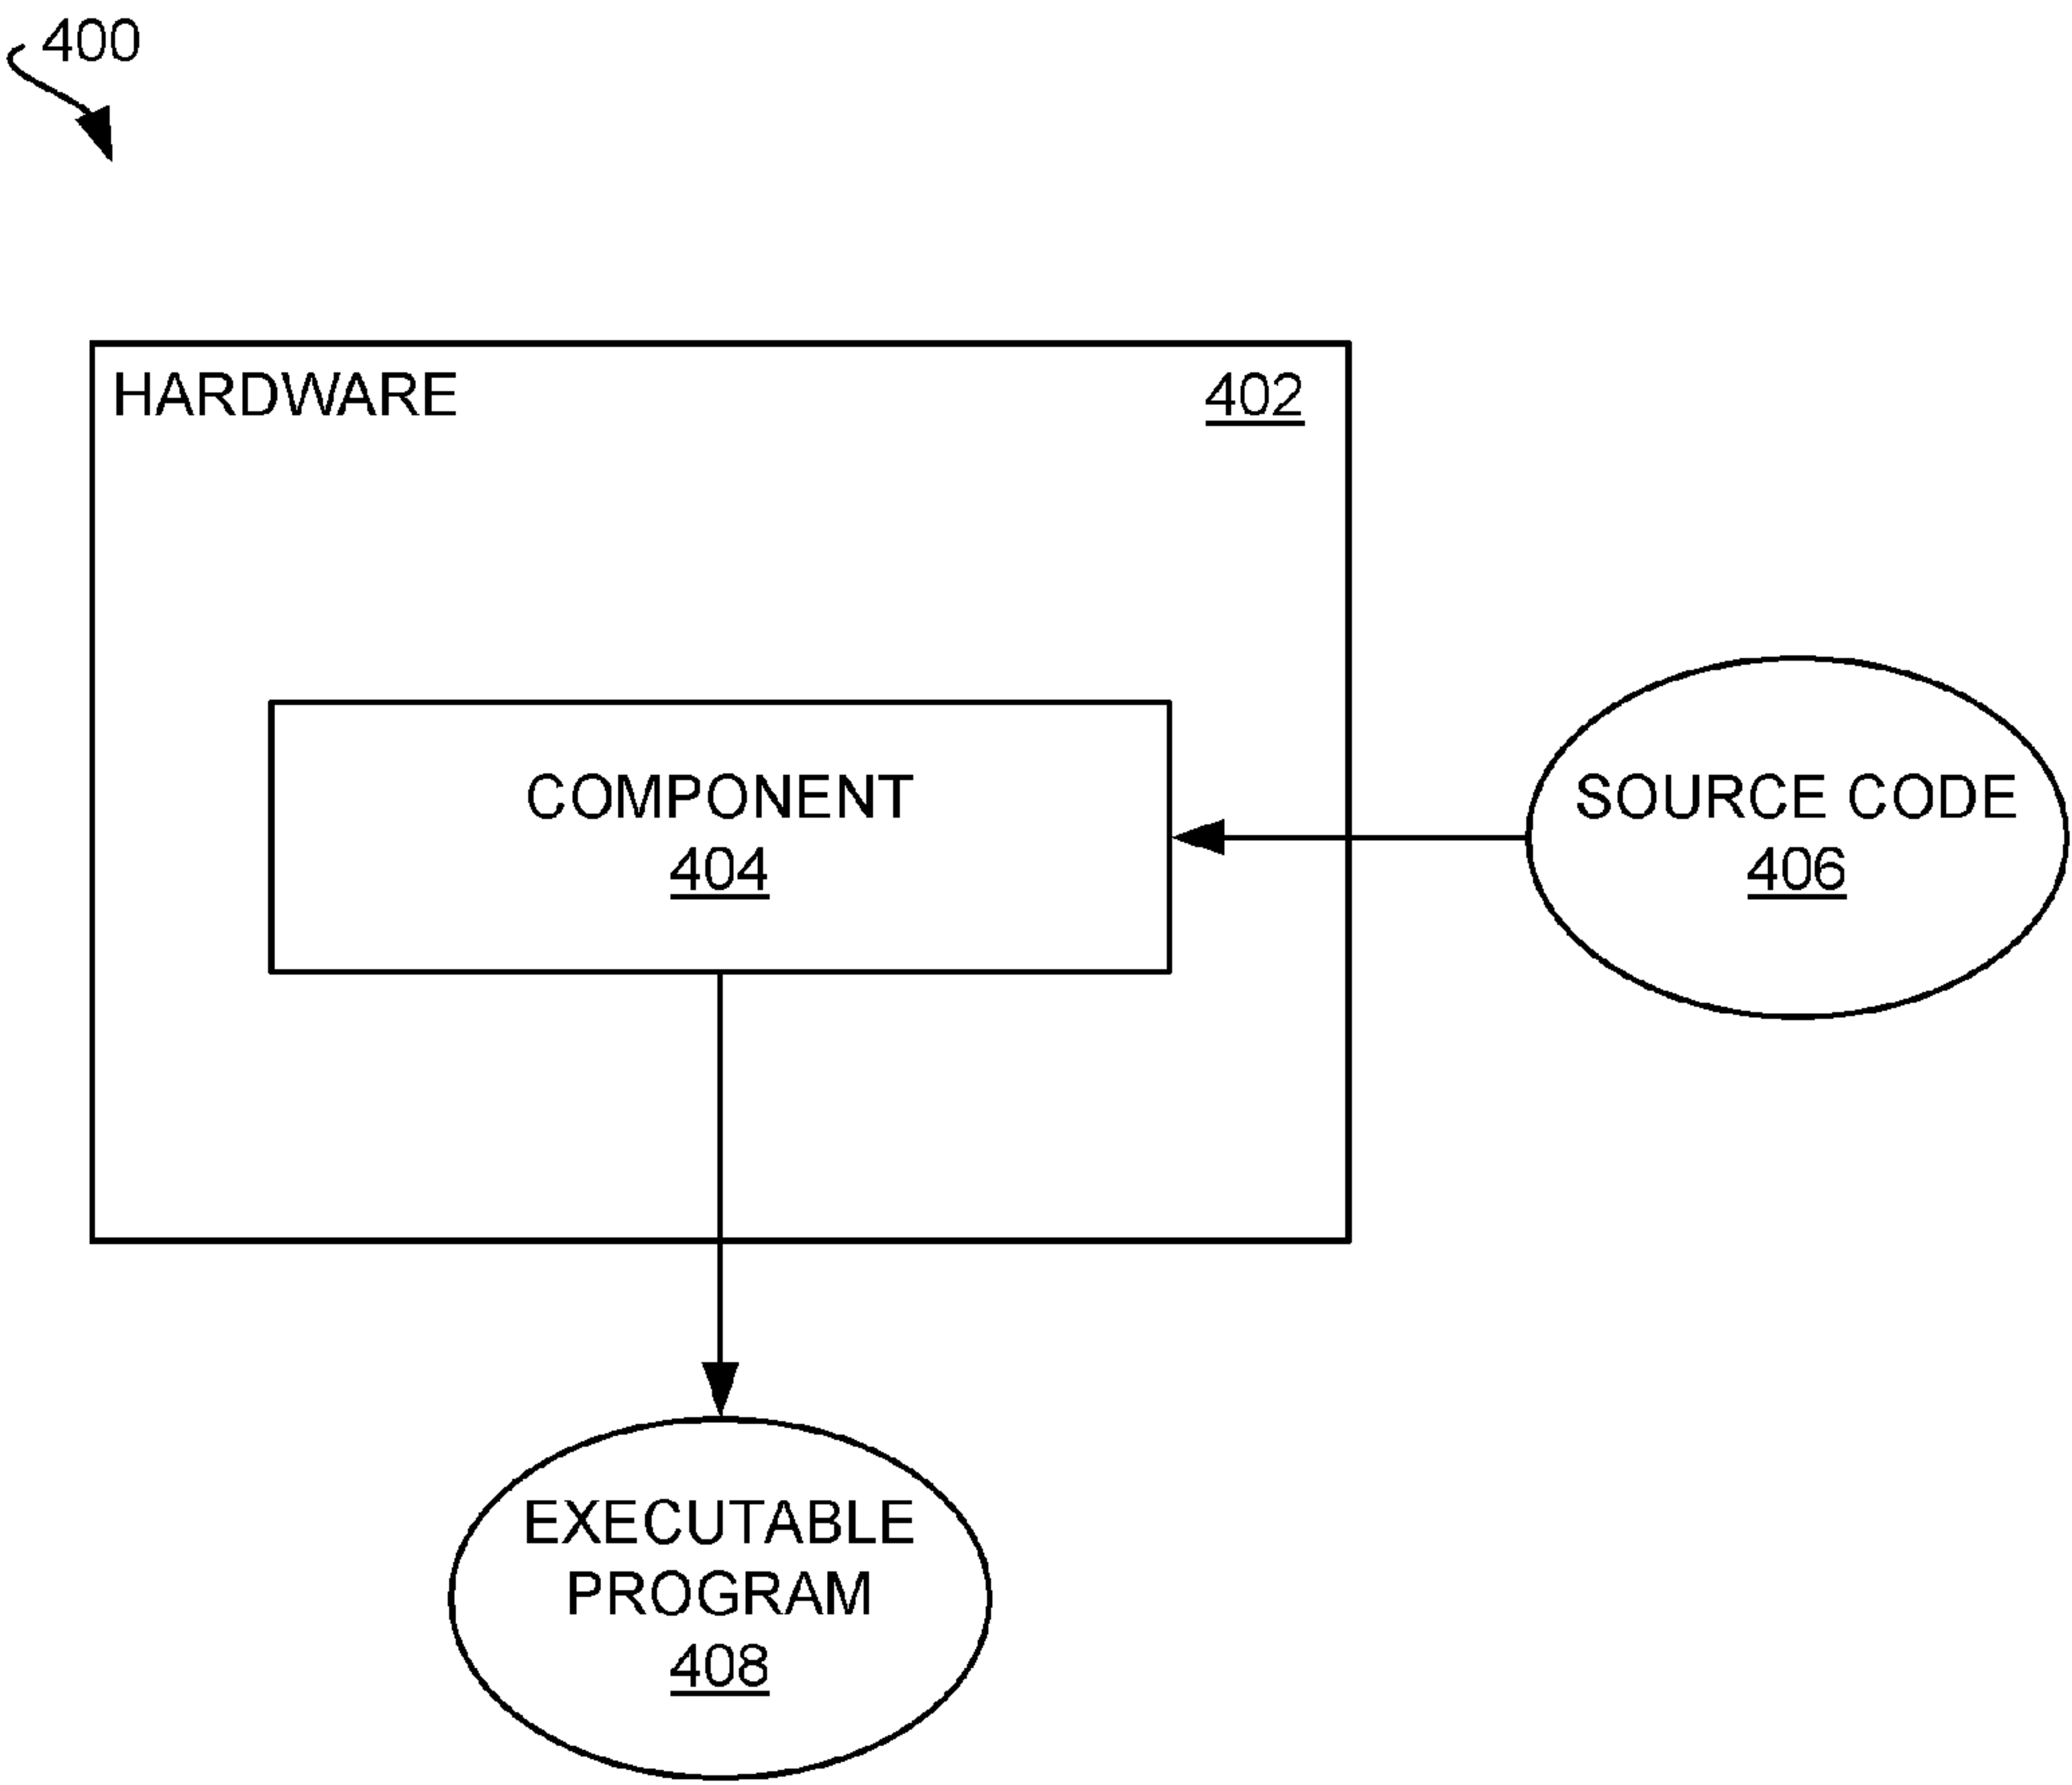 400
HARDWARE 402
COMPONENT
404
SOURCE CODE
406
EXECUTABLE
PROGRAM
408